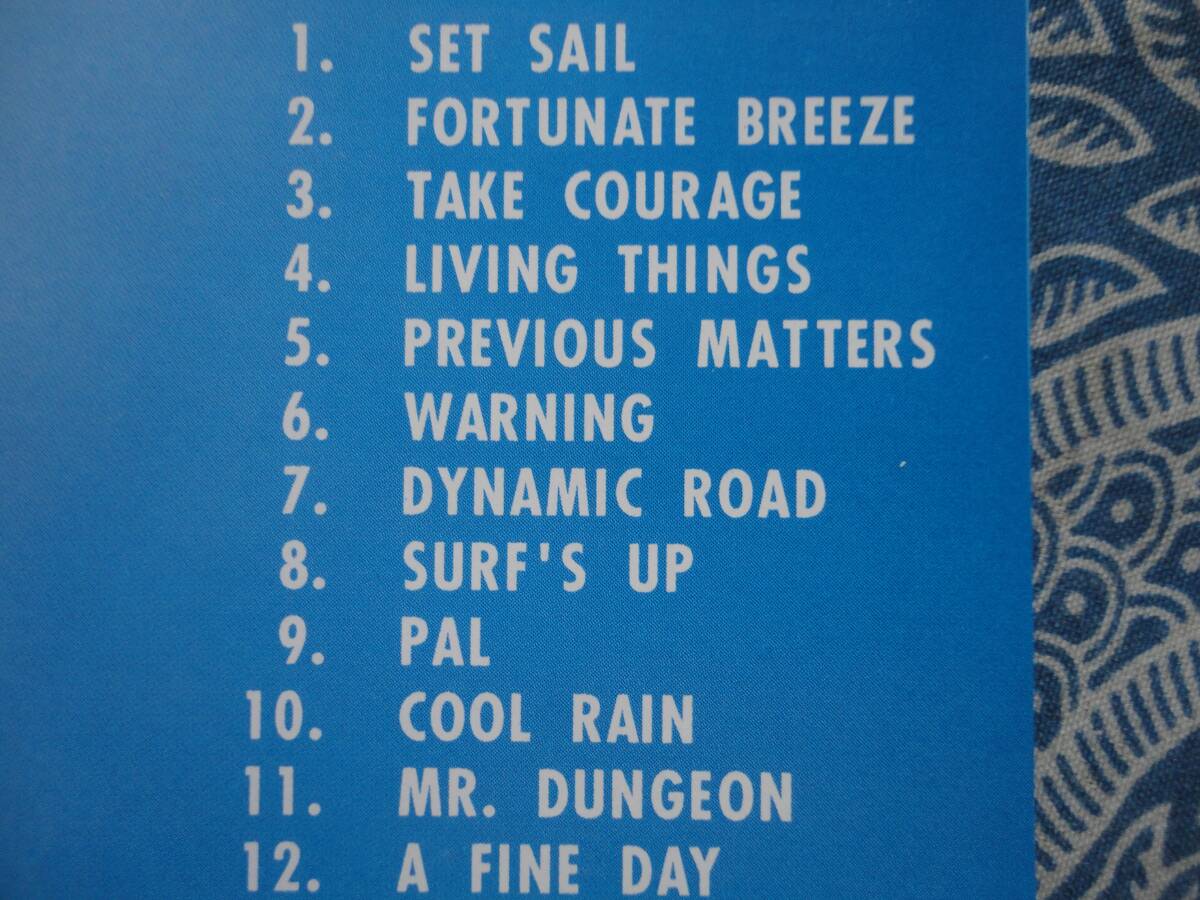 1. SET SAIL
2. FORTUNATE BREEZE
3. TAKE COURAGE
4. LIVING THINGS
5. PREVIOUS MATTERS
6. WARNING
7. DYNAMIC ROAD
8. SURF'S UP
9. PAL
10. COOL RAIN
11. MR. DUNGEON
12. A FINE DAY